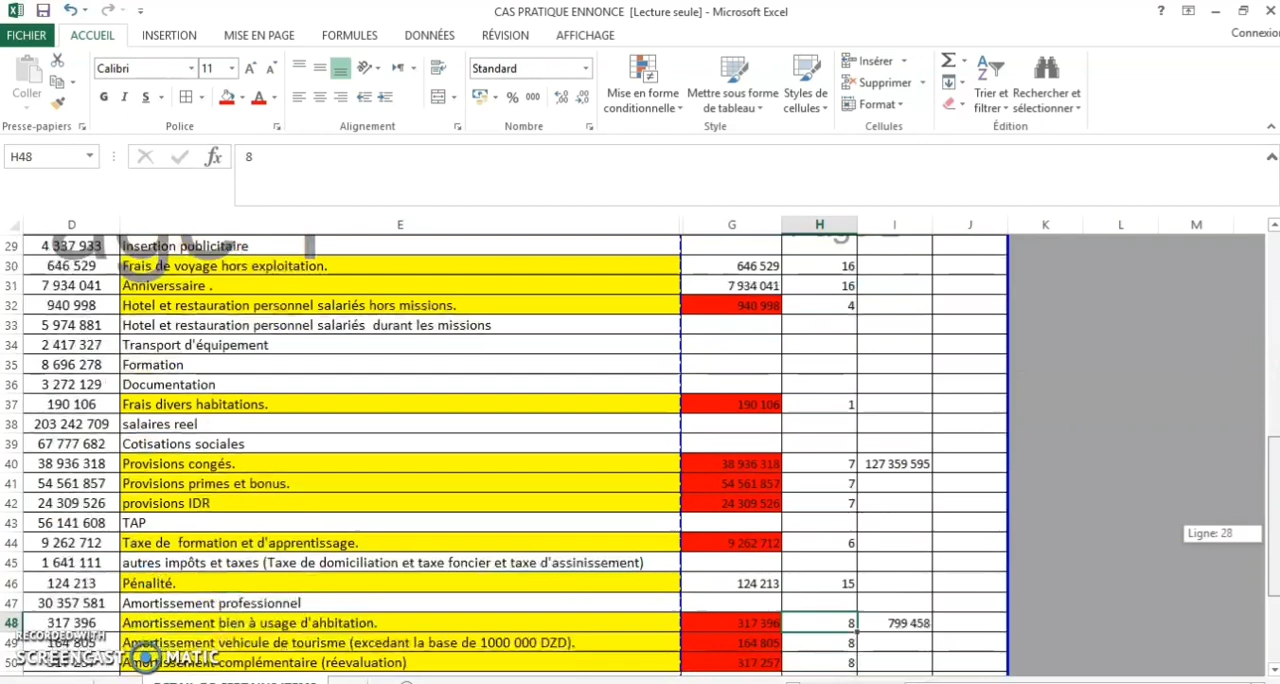 CAS PRATIQUE ENNONCE [Lecture seule] - Microsoft Excel
?
FICHIER ACCUEIL INSERTION MISE EN PAGE FORMULES DONNÉES RÉVISION AFFICHAGE Connexio
Coller
Calibri 11
Standard
Mise en forme conditionnelle
Mettre sous forme de tableau
Styles de cellules
Insérer
Supprimer
Format
Trier et filtrer
Rechercher et sélectionner
G I S
% 000
Presse-papiers Police Alignement Nombre Style Cellules Édition
H48 fx 8
D E G H I J K L M
29 4 337 933 Insertion publicitaire
30 646 529 Frais de voyage hors exploitation. 646 529 16
31 7 934 041 Anniverssaire . 7 934 041 16
32 940 998 Hotel et restauration personnel salariés hors missions. 940 998 4
33 5 974 881 Hotel et restauration personnel salariés durant les missions
34 2 417 327 Transport d'équipement
35 8 696 278 Formation
36 3 272 129 Documentation
37 190 106 Frais divers habitations. 190 106 1
38 203 242 709 salaires reel
39 67 777 682 Cotisations sociales
40 38 936 318 Provisions congés. 38 936 318 7 127 359 595
41 54 561 857 Provisions primes et bonus. 54 561 857 7
42 24 309 526 provisions IDR 24 309 526 7
43 56 141 608 TAP
44 9 262 712 Taxe de formation et d'apprentissage. 9 262 712 6
45 1 641 111 autres impôts et taxes (Taxe de domiciliation et taxe foncier et taxe d'assinissement)
46 124 213 Pénalité. 124 213 15
47 30 357 581 Amortissement professionnel
48 317 396 Amortissement bien à usage d'ahbitation. 317 396 8 799 458
49 164 805 Amortissement vehicule de tourisme (excedant la base de 1000 000 DZD). 164 805 8
50 Amortissement complémentaire (réevaluation) 317 257 8
Ligne: 28
RECORDED WITH
SCREENCAST MATIC